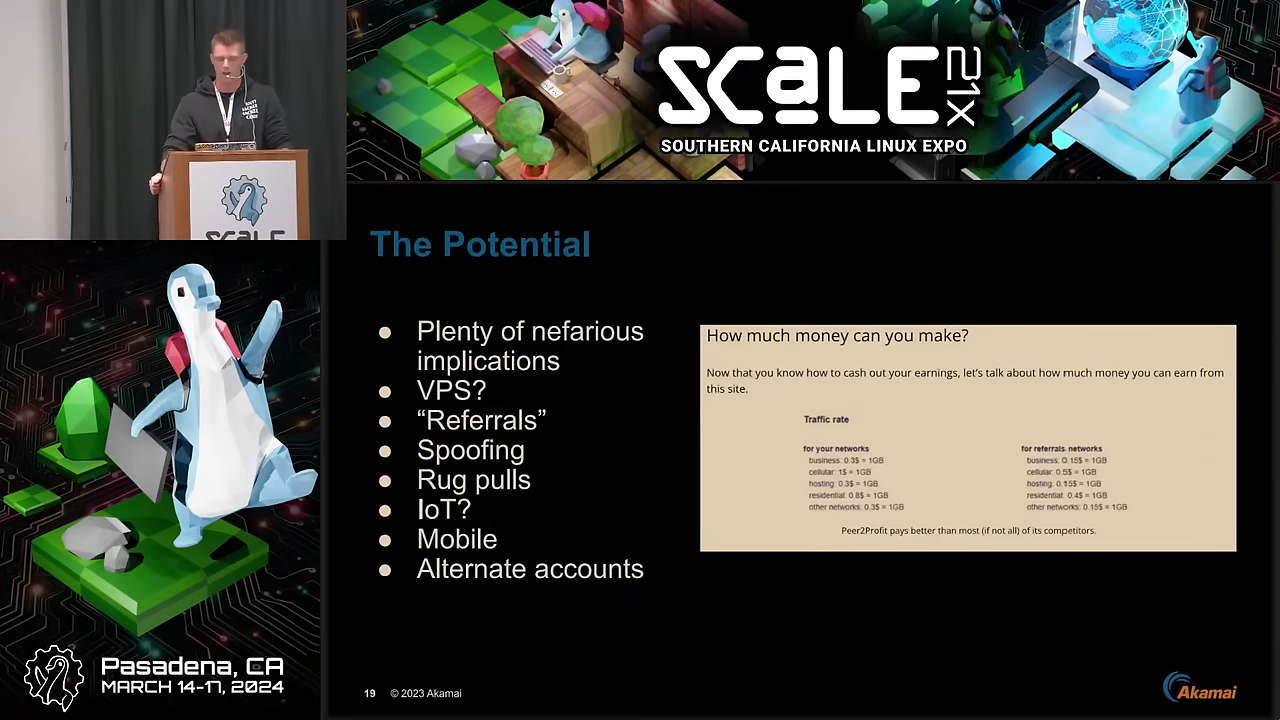 SCaLE 21X
SOUTHERN CALIFORNIA LINUX EXPO
SCALE
The Potential
● Plenty of nefarious
implications
● VPS?
● “Referrals”
● Spoofing
● Rug pulls
● IoT?
● Mobile
● Alternate accounts
How much money can you make?
Now that you know how to cash out your earnings, let's talk about how much money you can earn from
this site.
Traffic rate
for your networks
business: 0.3$ = 1GB
cellular: 1$ = 1GB
hosting: 0.3$ = 1GB
residential: 0.8$ = 1GB
other networks: 0.3$ = 1GB
for referrals networks
business: 0.15$ = 1GB
cellular: 0.5$ = 1GB
hosting: 0.15$ = 1GB
residential: 0.4$ = 1GB
other networks: 0.15$ = 1GB
Peer2Profit pays better than most (if not all) of its competitors.
Pasadena, CA
MARCH 14-17, 2024
19 © 2023 Akamai
Akamai